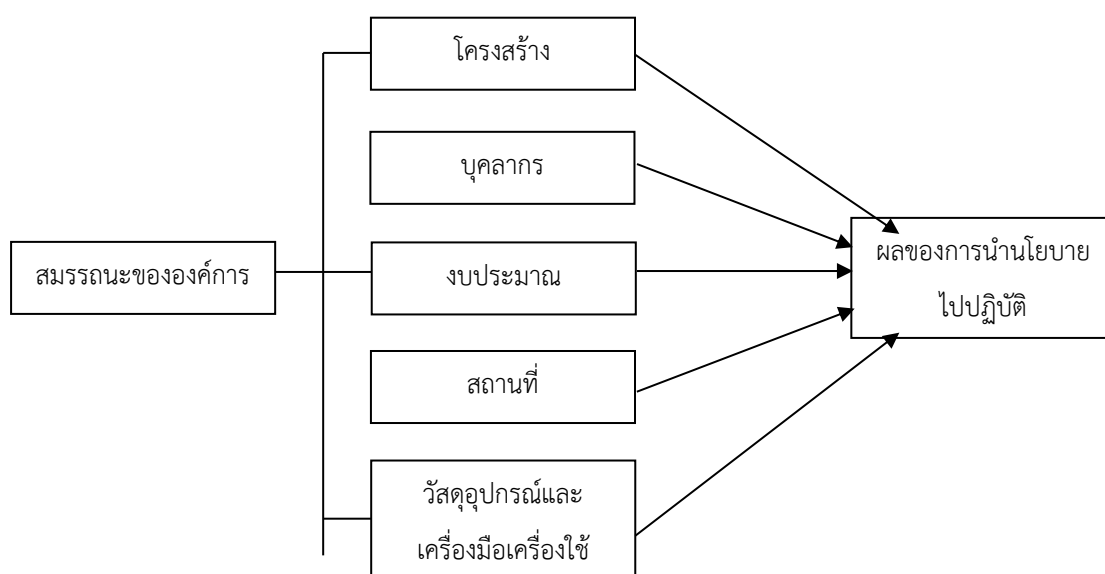 โครงสร้าง
บุคลากร
สมรรถนะขององค์การ
งบประมาณ
ผลของการนำนโยบาย
ไปปฏิบัติ
สถานที่
วัสดุอุปกรณ์และ
เครื่องมือเครื่องใช้